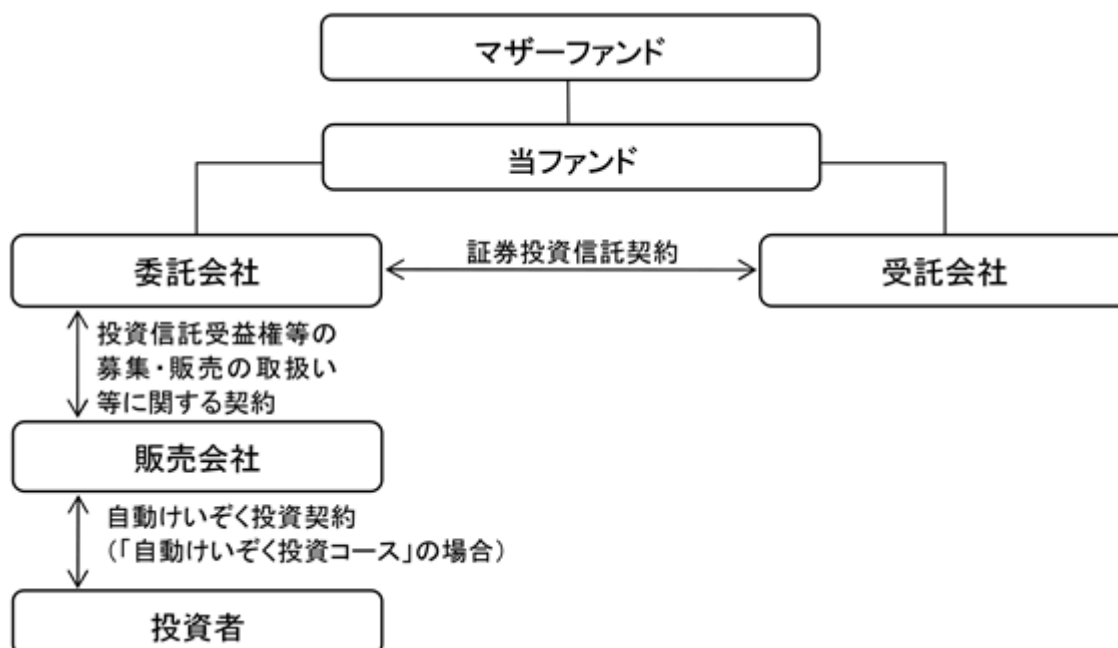 マザーファンド
当ファンド
委託会社
証券投資信託契約
受託会社
投資信託受益権等の
募集・販売の取扱い
等に関する契約
販売会社
自動けいぞく投資契約
(「自動けいぞく投資コース」の場合)
投資者